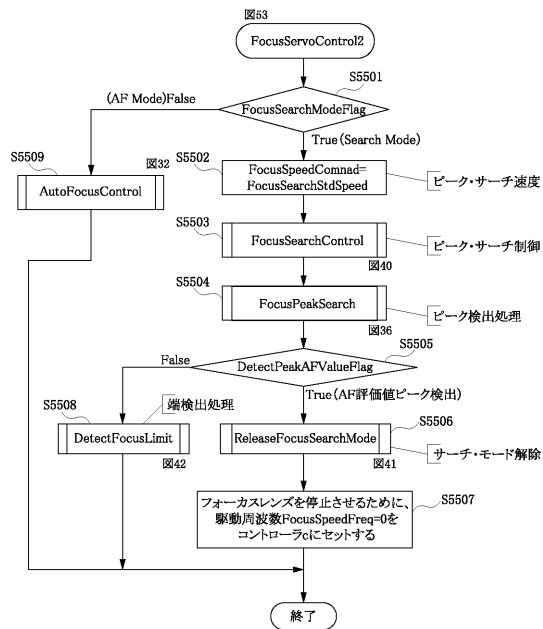 図53
FocusServoControl2
S5501
FocusSearchModeFlag
(AF Mode)False
True(Search Mode)
S5509
図32
AutoFocusControl
S5502
FocusSpeedComnad=
FocusSearchStdSpeed
ピーク・サーチ速度
S5503
FocusSearchControl
ピーク・サーチ制御
図40
S5504
FocusPeakSearch
ピーク検出処理
図36
S5505
DetectPeakAFValueFlag
False
True(AF評価値ピーク検出)
S5508
端検出処理
DetectFocusLimit
図42
S5506
ReleaseFocusSearchMode
サーチ・モード解除
図41
S5507
フォーカスレンズを停止させるために、
駆動周波数FocusSpeedFreq=0を
コントローラcにセットする
終了